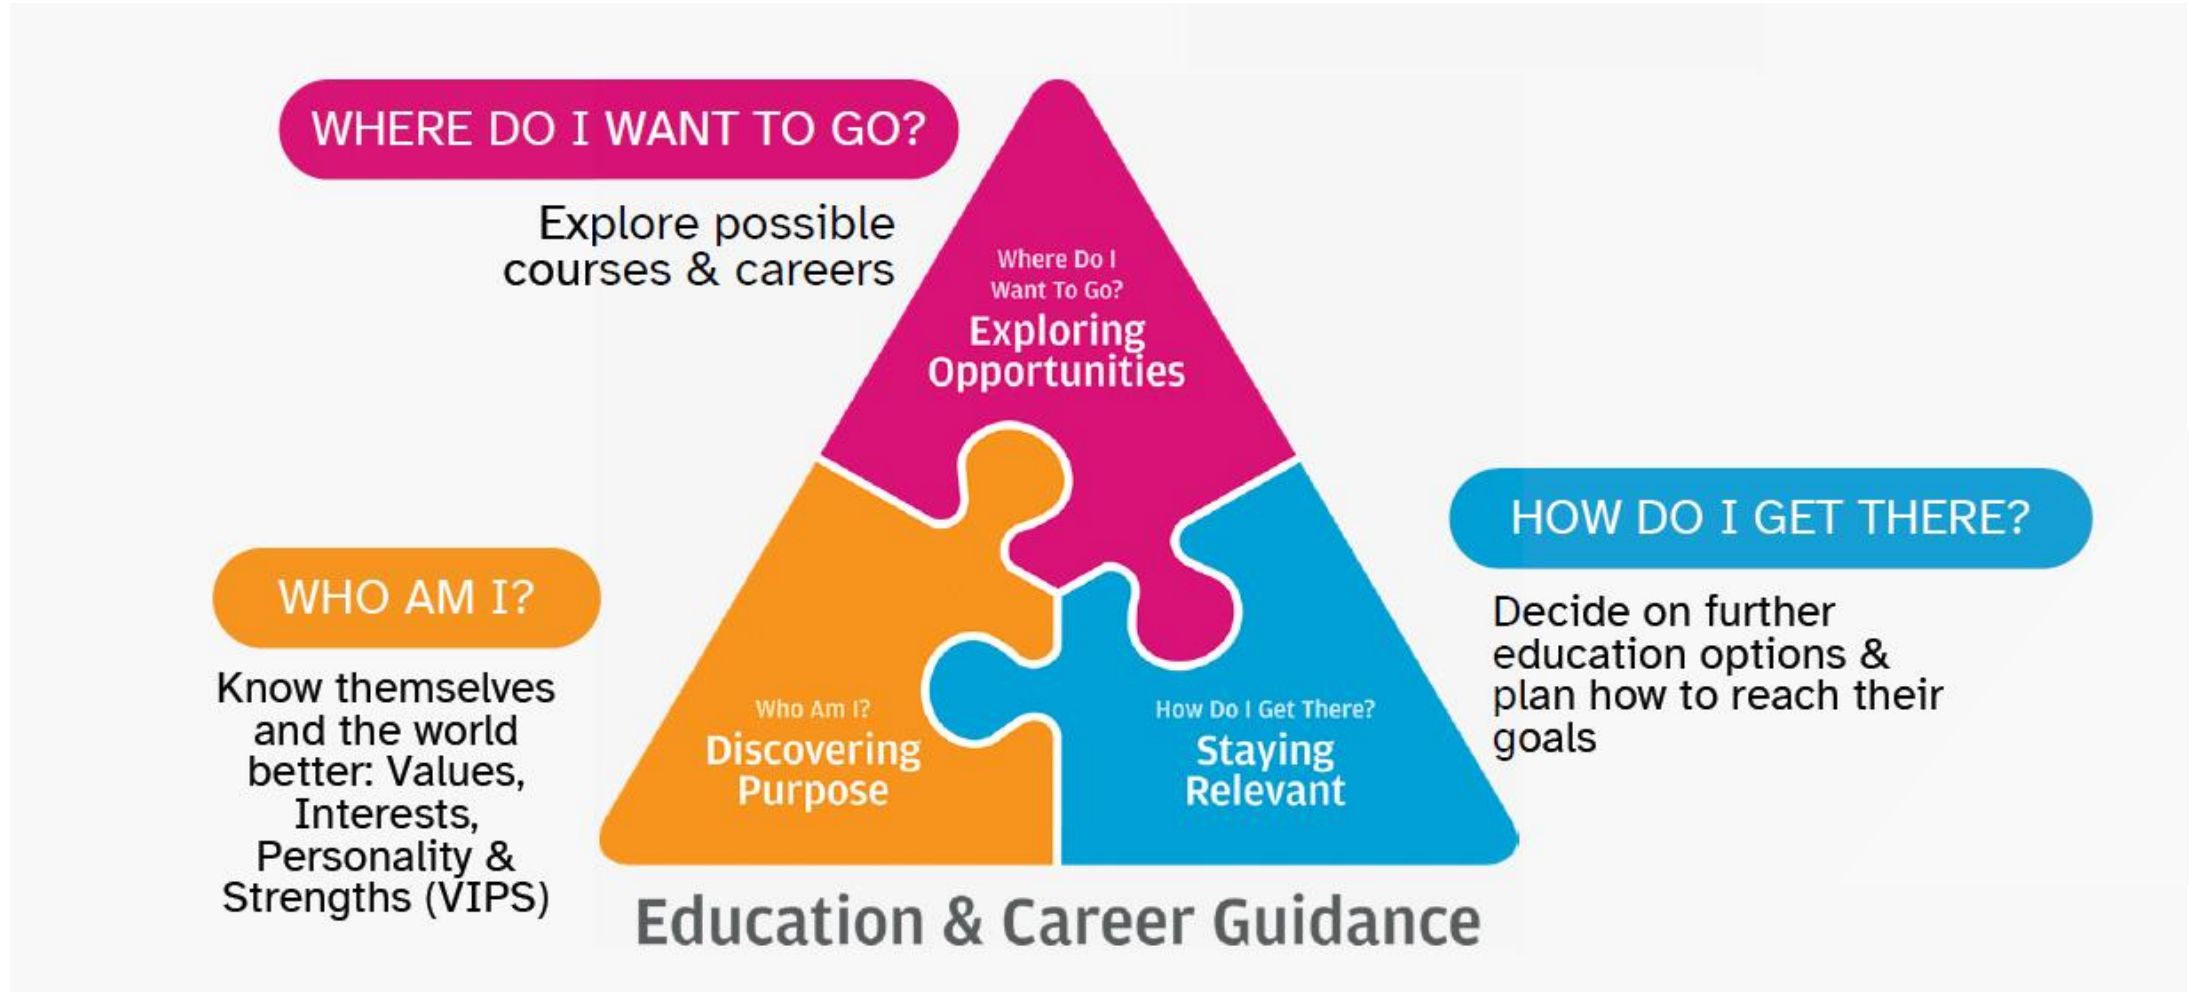 WHERE DO I WANT TO GO?
Explore possible
courses & careers
Where Do I
Want To Go?
Exploring
Opportunities
HOW DO I GET THERE?
Decide on further
education options &
plan how to reach their
goals
WHO AM I?
Know themselves
and the world
better: Values,
Interests,
Personality &
Strengths (VIPS)
Who Am I?
Discovering
Purpose
How Do I Get There?
Staying
Relevant
Education & Career Guidance